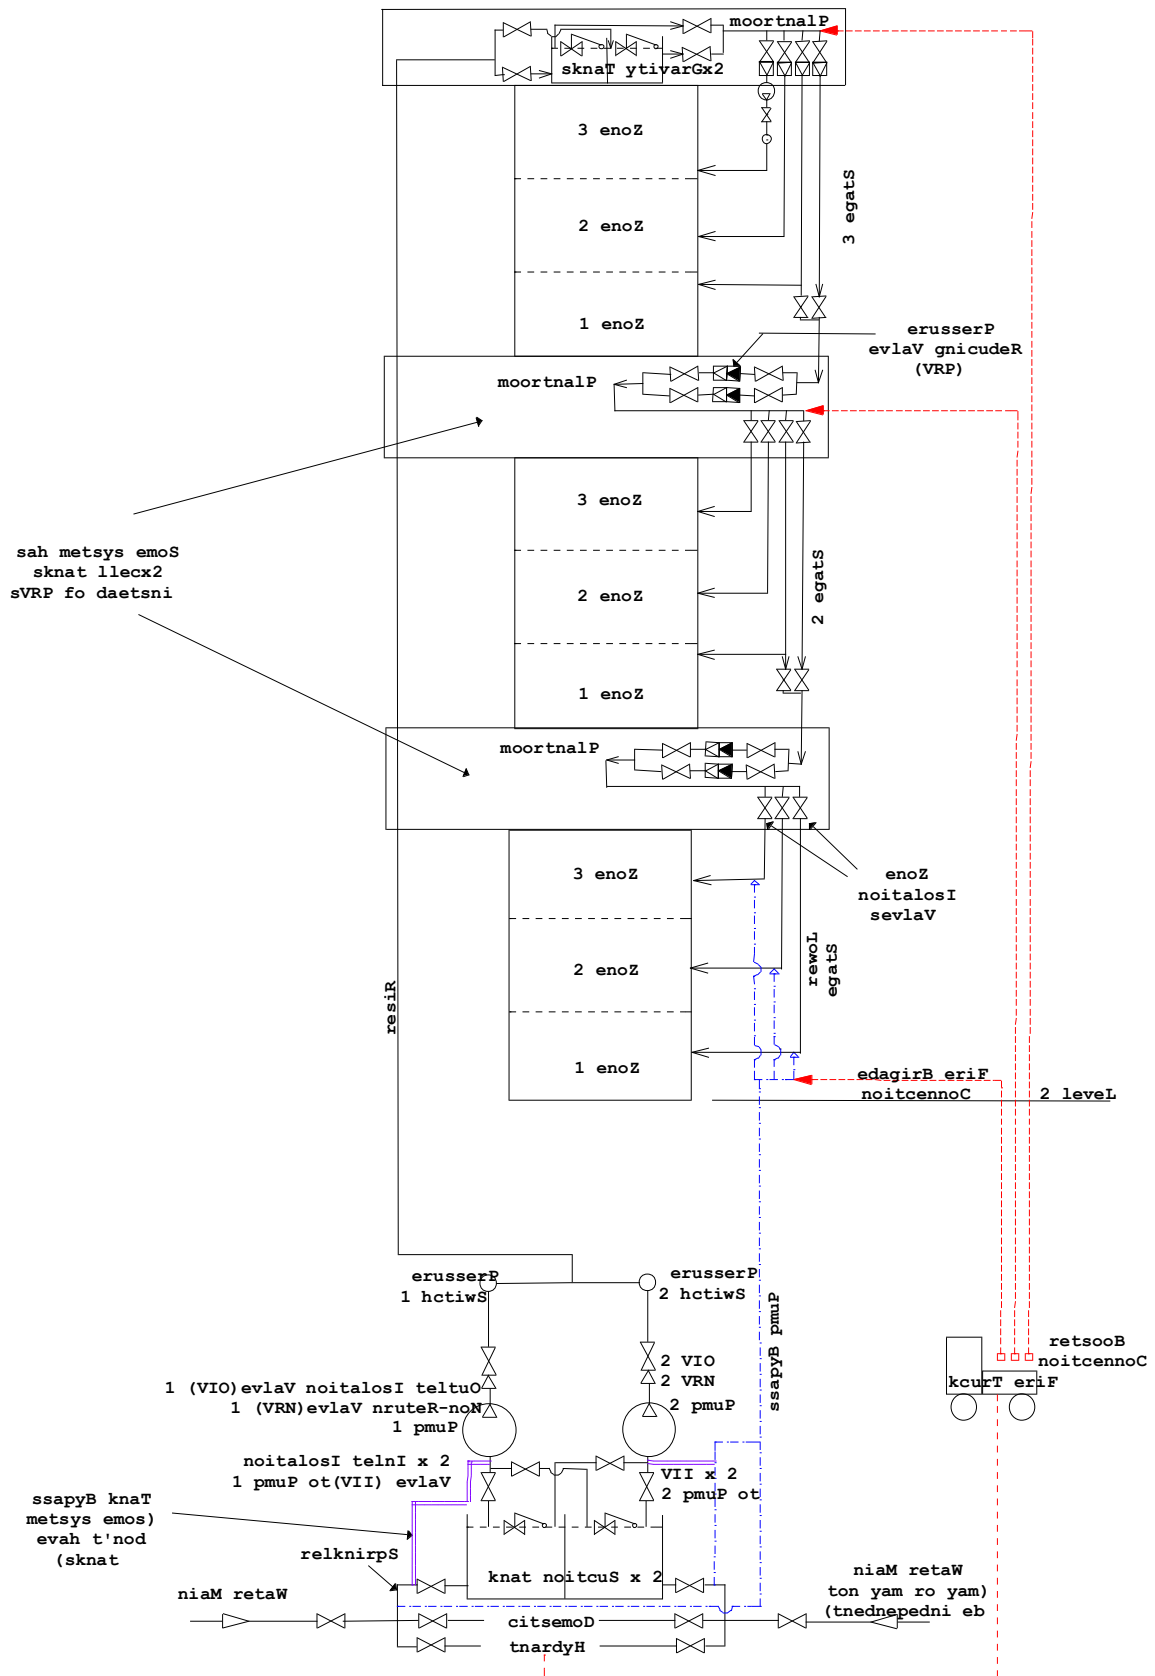 moortnalP
sknaT ytivarGx2
3 enoZ
2 enoZ
3 egatS
1 enoZ
erusserP
evlaV gnicudeR
(VRP)
moortnalP
3 enoZ
sah metsys emoS
sknat llecx2
sVRP fo daetsni
2 enoZ
2 egatS
1 enoZ
moortnalP
3 enoZ
enoZ
noitalosI
sevlaV
2 enoZ
rewoL
egatS
resiR
1 enoZ
edagirB eriF
noitcennoC
2 leveL
erusserP
1 hctiwS
erusserP
2 hctiwS
ssapyB pmuP
retsooB
noitcennoC
kcurT eriF
2 VIO
2 VRN
1 (VIO)evlaV noitalosI teltuO
1 (VRN)evlaV nruteR-noN
1 pmuP
2 pmuP
noitalosI telnI x 2
1 pmuP ot(VII) evlaV
VII x 2
2 pmuP ot
ssapyB knaT
metsys emos)
evah t'nod
(sknat
relknirpS
knat noitcuS x 2
niaM retaW
niaM retaW
ton yam ro yam)
(tnednepedni eb
citsemoD
tnardyH